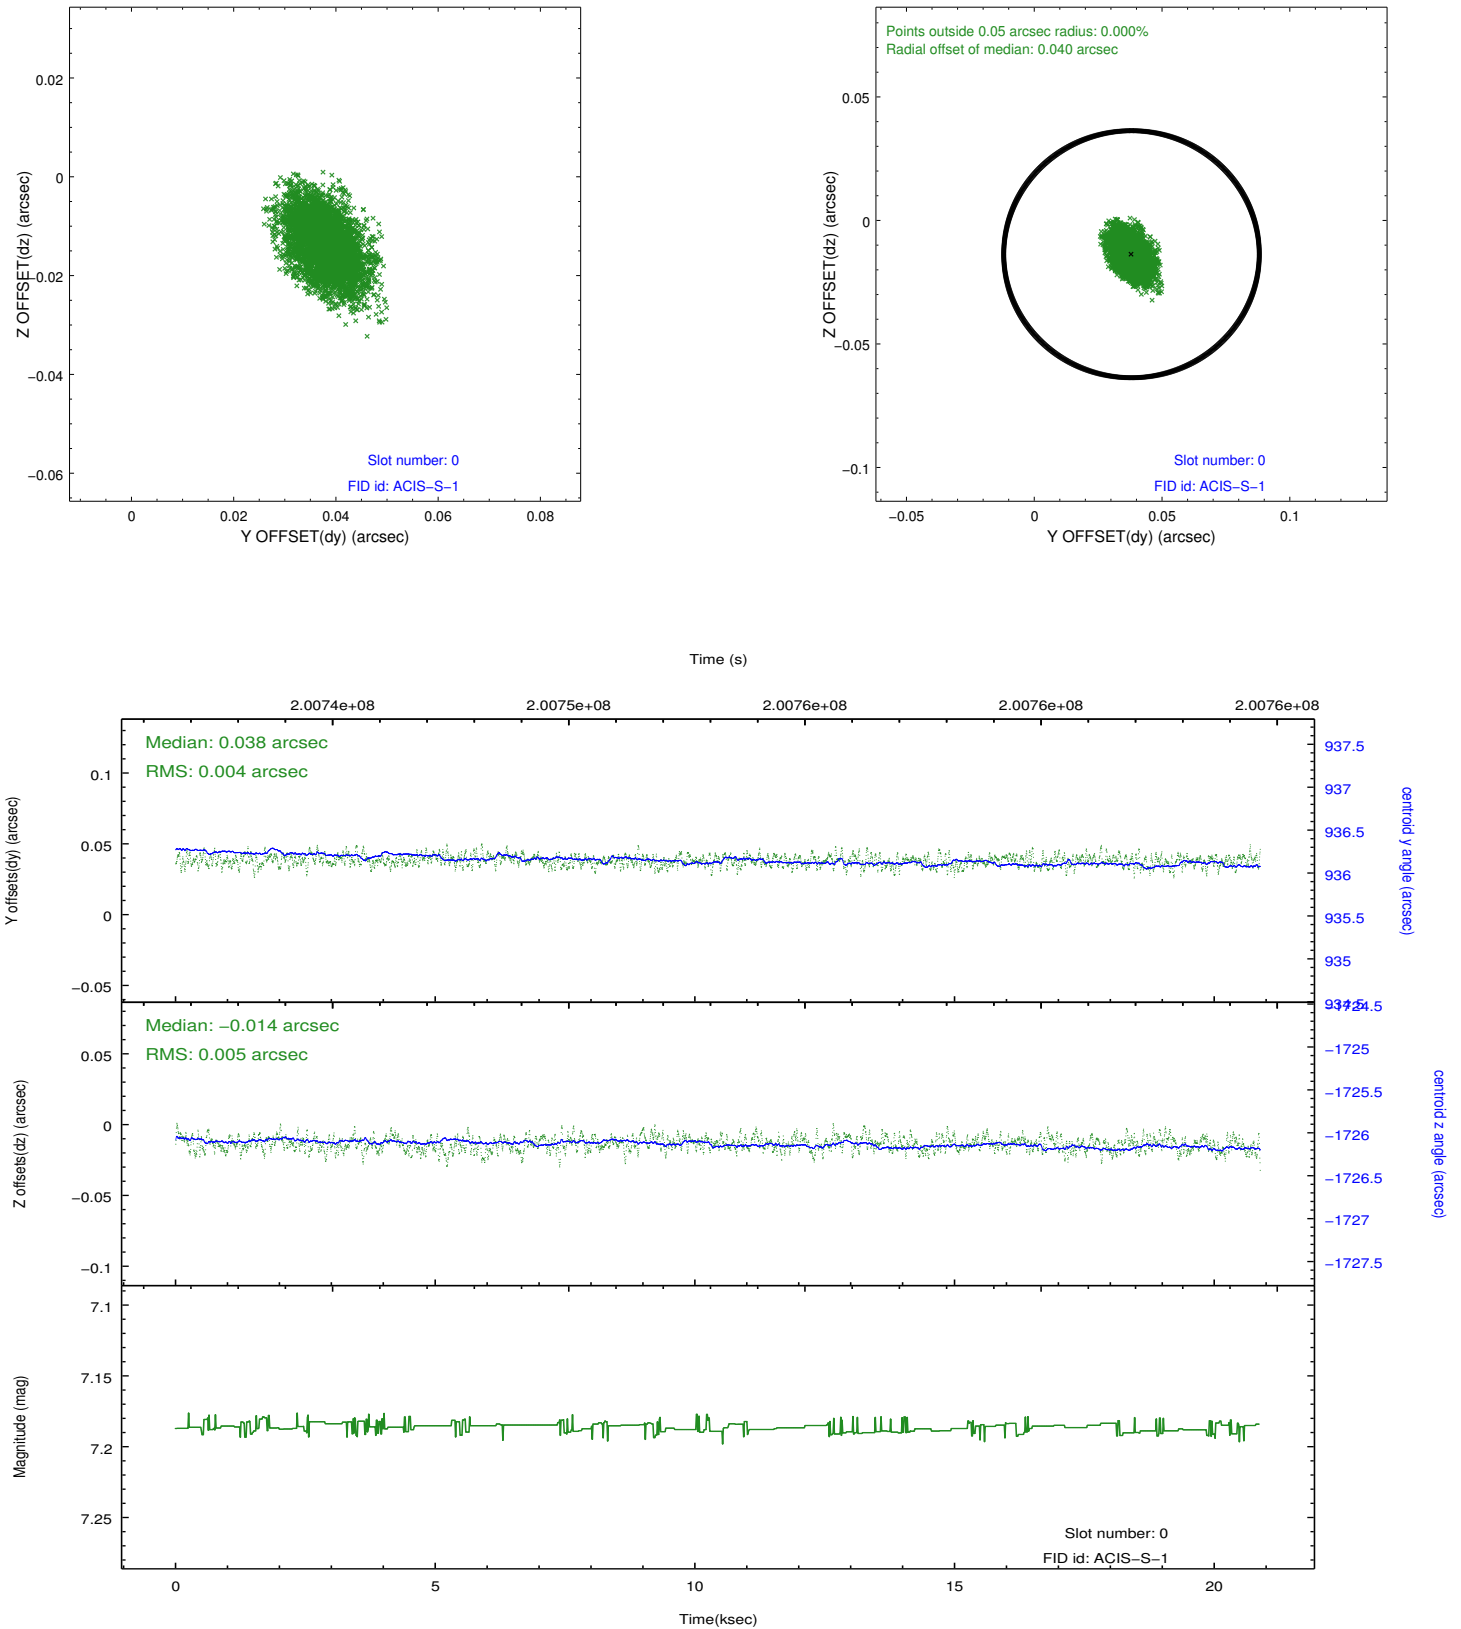 0.02
0
−0.02
−0.04
−0.06
Z OFFSET(dz) (arcsec)
Slot number: 0
FID id: ACIS−S−1
0 0.02 0.04 0.06 0.08
Y OFFSET(dy) (arcsec)
Points outside 0.05 arcsec radius: 0.000%
Radial offset of median: 0.040 arcsec
0.05
0
−0.05
−0.1
Z OFFSET(dz) (arcsec)
Slot number: 0
FID id: ACIS−S−1
−0.05 0 0.05 0.1
Y OFFSET(dy) (arcsec)
Time (s)
2.0074e+08 2.0075e+08 2.0076e+08 2.0076e+08 2.0076e+08
Median: 0.038 arcsec
RMS: 0.004 arcsec
0.1
0.05
0
−0.05
Y offsets(dy) (arcsec)
937.5
937
936.5
936
935.5
935
934.5
centroid y angle (arcsec)
Median: −0.014 arcsec
RMS: 0.005 arcsec
0.05
0
−0.05
−0.1
Z offsets(dz) (arcsec)
−1724.5
−1725
−1725.5
−1726
−1726.5
−1727
−1727.5
centroid z angle (arcsec)
7.1
7.15
7.2
7.25
Magnitude (mag)
Slot number: 0
FID id: ACIS−S−1
0 5 10 15 20
Time(ksec)